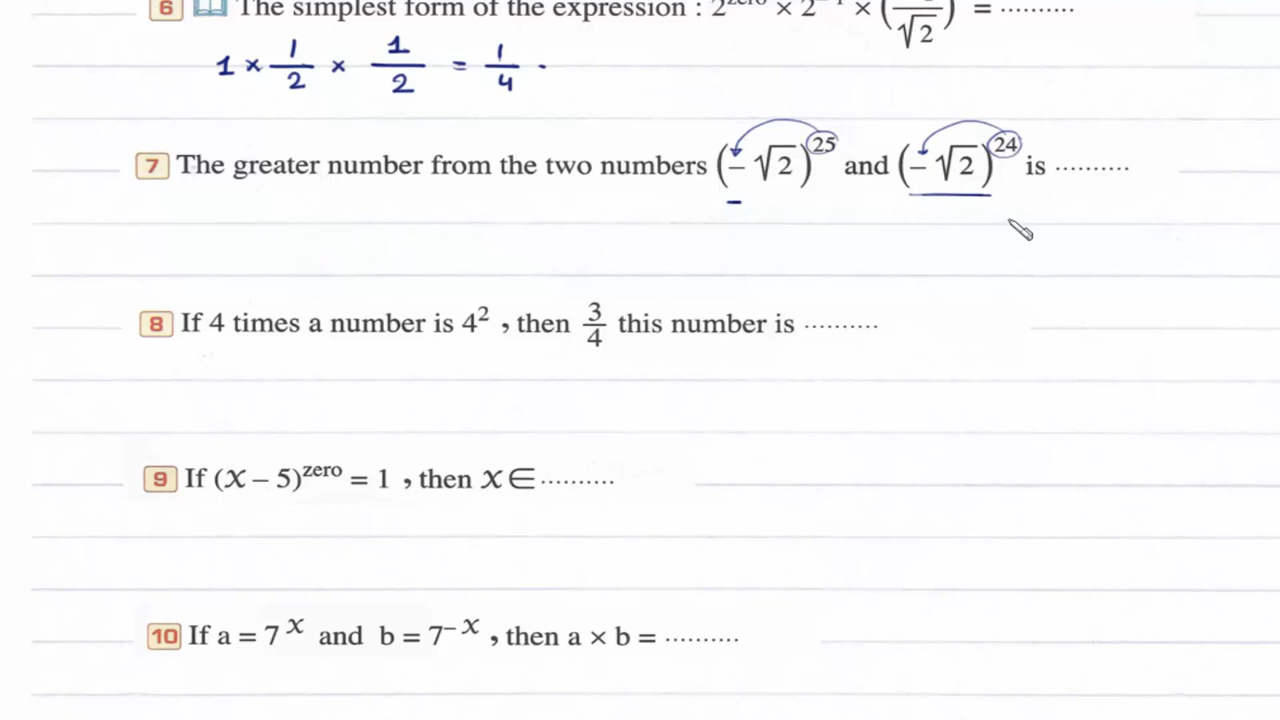 6 The simplest form of the expression : 2^zero × 2^-1 × ( /√2) = ..........
1 × 1/2 × 1/2 = 1/4 .
7 The greater number from the two numbers (-√2)^25 and (-√2)^24 is ..........
-
8 If 4 times a number is 4², then 3/4 this number is ..........
9 If (x – 5)^zero = 1 , then x ∈ ..........
10 If a = 7^x and b = 7^-x , then a × b = ..........